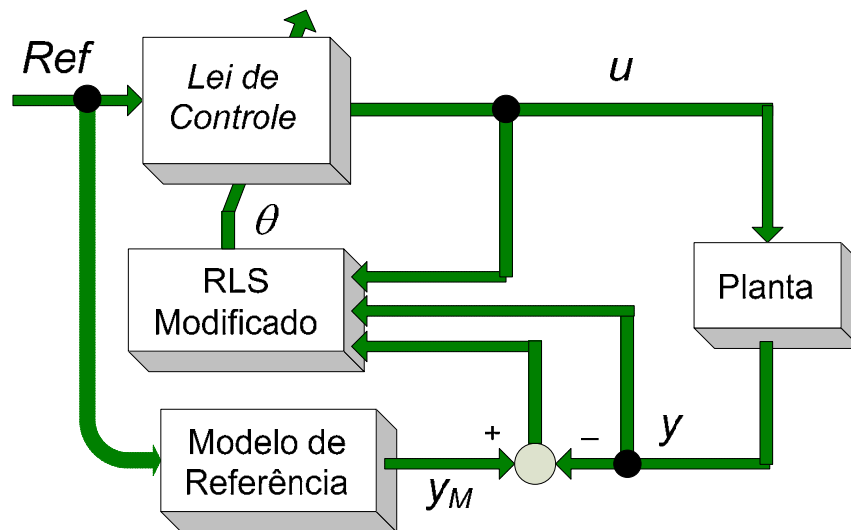 Ref
Lei de
Controle
u
θ
RLS
Modificado
Planta
Modelo de
Referência
+
−
y
yM